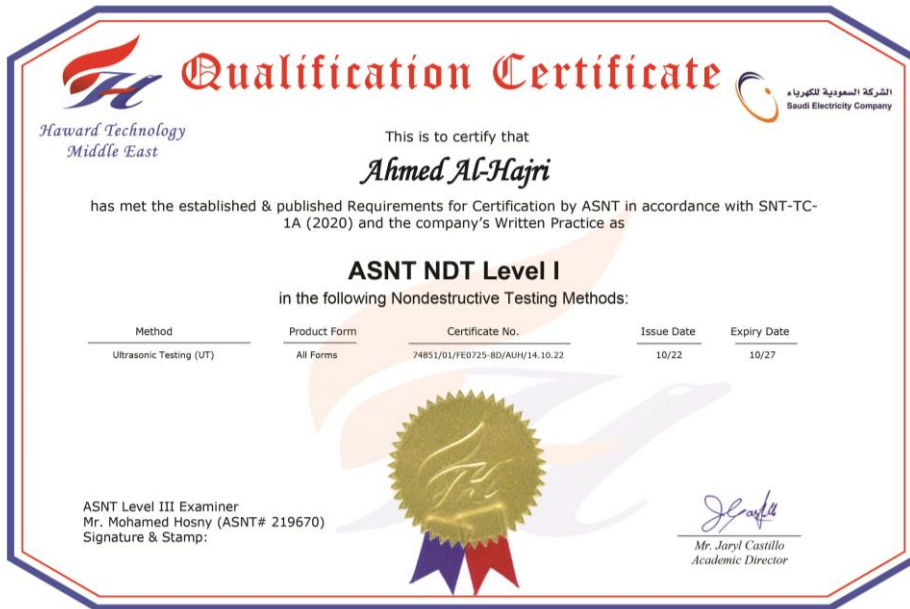 Qualification Certificate
Haward Technology
Middle East
الشركة السعودية للكهرباء
Saudi Electricity Company
This is to certify that
Ahmed Al-Hajri
has met the established & published Requirements for Certification by ASNT in accordance with SNT-TC-
1A (2020) and the company's Written Practice as
ASNT NDT Level I
in the following Nondestructive Testing Methods:
Method Product Form Certificate No. Issue Date Expiry Date
Ultrasonic Testing (UT) All Forms 74851/01/FE0725-8D/AUH/14.10.22 10/22 10/27
ASNT Level III Examiner
Mr. Mohamed Hosny (ASNT# 219670)
Signature & Stamp:
Mr. Jaryl Castillo
Academic Director